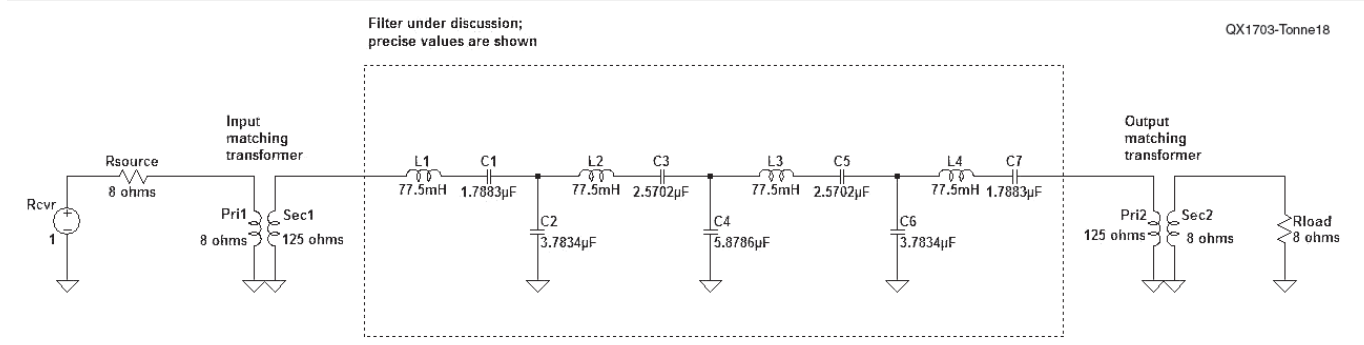 Filter under discussion;
precise values are shown
QX1703-Tonne18
Input
matching
transformer
Output
matching
transformer
Rsource
8 ohms
L1
77.5mH
C1
1.7883µF
L2
77.5mH
C3
2.5702µF
L3
77.5mH
C5
2.5702µF
L4
77.5mH
C7
1.7883µF
Rcvr
1
Pri1
8 ohms
Sec1
125 ohms
C2
3.7834µF
C4
5.8786µF
C6
3.7834µF
Pri2
125 ohms
Sec2
8 ohms
Rload
8 ohms